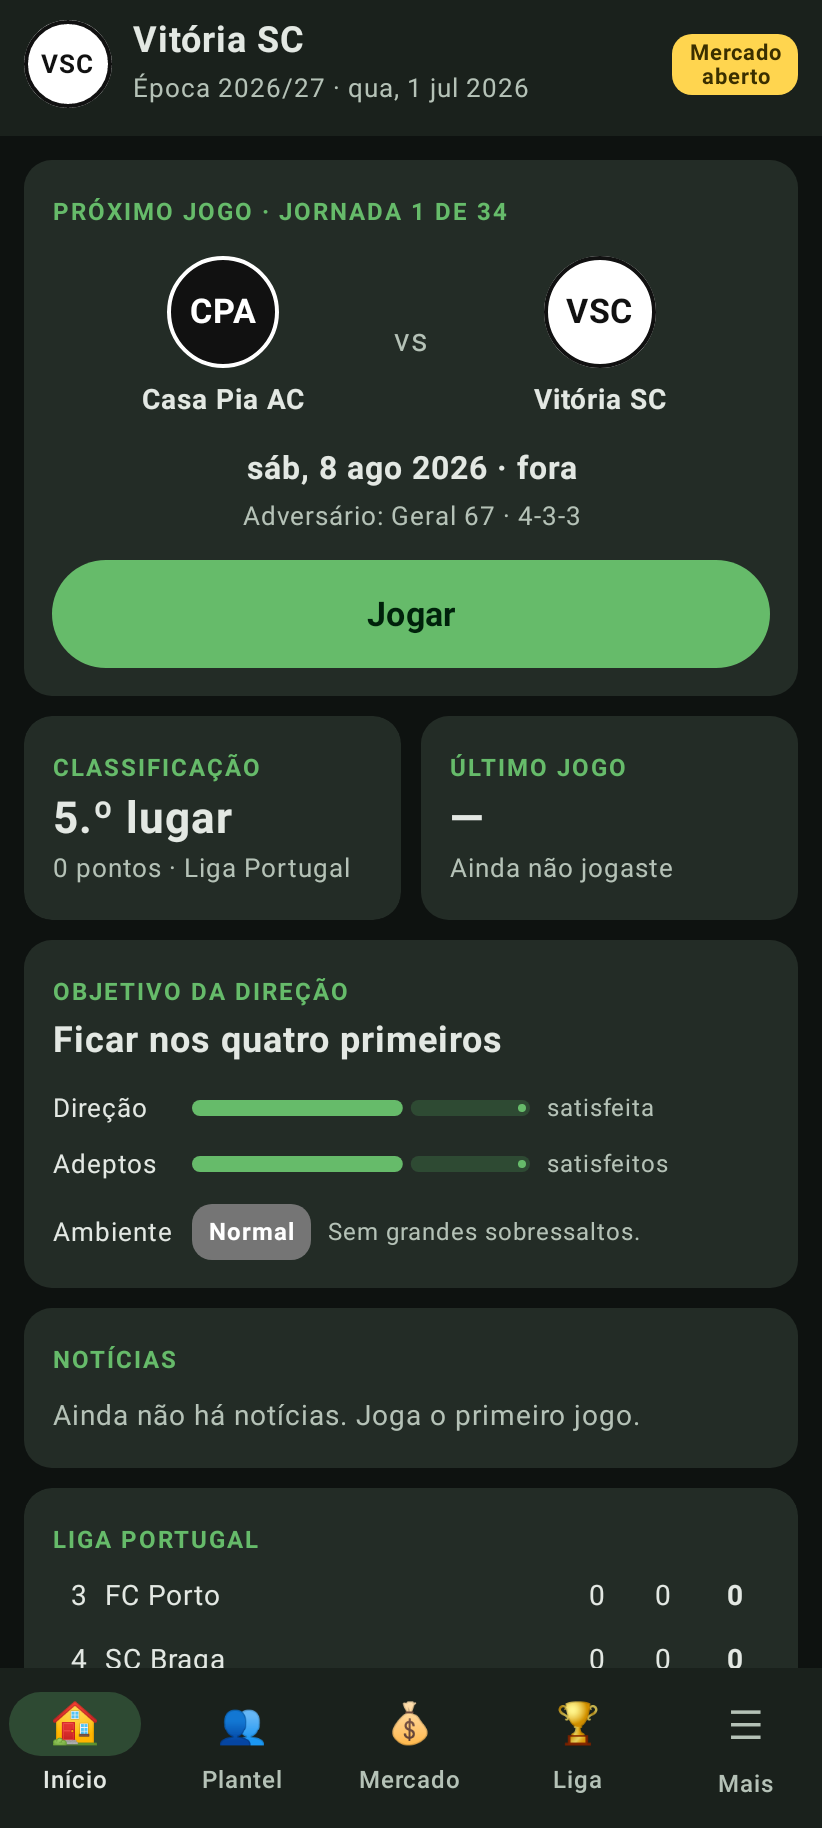 VSC
Vitória SC
Época 2026/27 · qua, 1 jul 2026
Mercado
aberto
PRÓXIMO JOGO · JORNADA 1 DE 34
CPA
vs
VSC
Casa Pia AC
Vitória SC
sáb, 8 ago 2026 · fora
Adversário: Geral 67 · 4-3-3
Jogar
CLASSIFICAÇÃO
5.º lugar
0 pontos · Liga Portugal
ÚLTIMO JOGO
—
Ainda não jogaste
OBJETIVO DA DIREÇÃO
Ficar nos quatro primeiros
Direção satisfeita
Adeptos satisfeitos
Ambiente Normal Sem grandes sobressaltos.
NOTÍCIAS
Ainda não há notícias. Joga o primeiro jogo.
LIGA PORTUGAL
3 FC Porto 0 0 0
4 SC Braga 0 0 0
Início
Plantel
Mercado
Liga
Mais